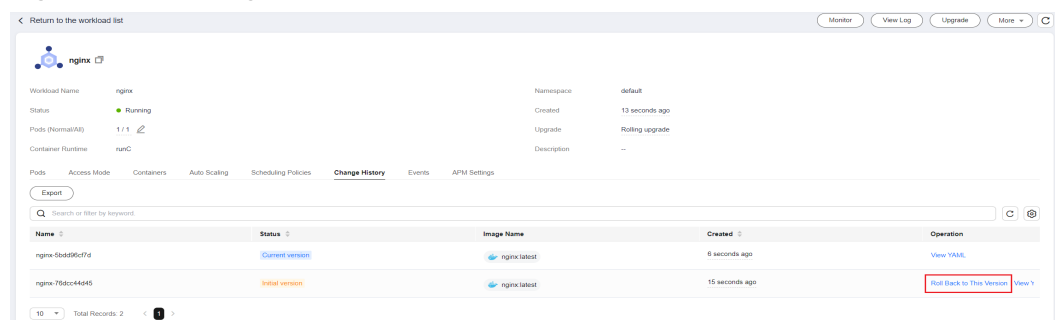 Return to the workload list Monitor View Log Upgrade More
nginx
Workload Name nginx Namespace default
Status Running Created 13 seconds ago
Pods (Normal/All) 1 / 1 Upgrade Rolling upgrade
Container Runtime runC Description --
Pods Access Mode Containers Auto Scaling Scheduling Policies Change History Events APM Settings
Export
Search or filter by keyword.
Name Status Image Name Created Operation
nginx-5bdd96cf7d Current version nginx:latest 6 seconds ago View YAML
nginx-76dcc44d45 Initial version nginx:latest 15 seconds ago Roll Back to This Version View Y
10 Total Records: 2 < 1 >